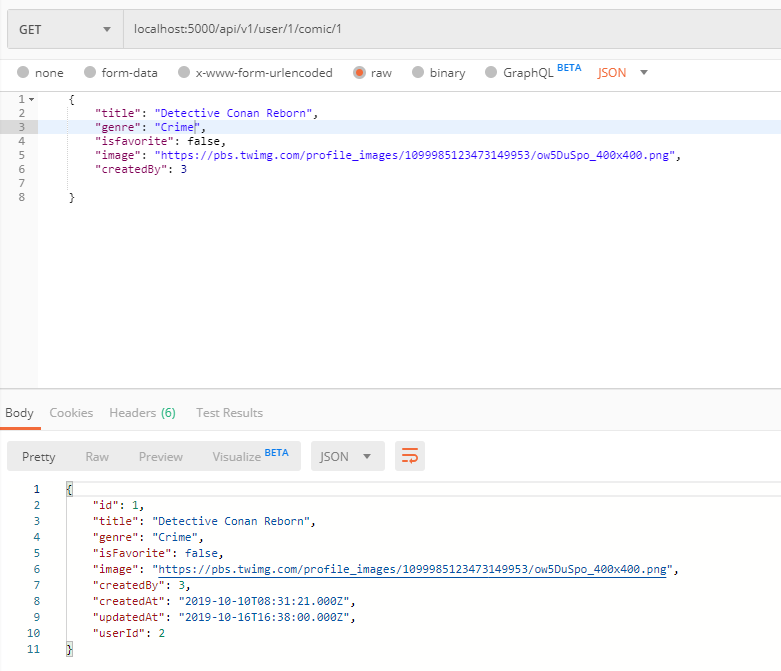 GET localhost:5000/api/v1/user/1/comic/1
none form-data x-www-form-urlencoded raw binary GraphQL BETA JSON
1 {
2 "title": "Detective Conan Reborn",
3 "genre": "Crime",
4 "isfavorite": false,
5 "image": "https://pbs.twimg.com/profile_images/1099985123473149953/ow5DuSpo_400x400.png",
6 "createdBy": 3
7
8 }
Body Cookies Headers (6) Test Results
Pretty Raw Preview Visualize BETA JSON
1 {
2 "id": 1,
3 "title": "Detective Conan Reborn",
4 "genre": "Crime",
5 "isFavorite": false,
6 "image": "https://pbs.twimg.com/profile_images/1099985123473149953/ow5DuSpo_400x400.png",
7 "createdBy": 3,
8 "createdAt": "2019-10-10T08:31:21.000Z",
9 "updatedAt": "2019-10-16T16:38:00.000Z",
10 "userId": 2
11 }